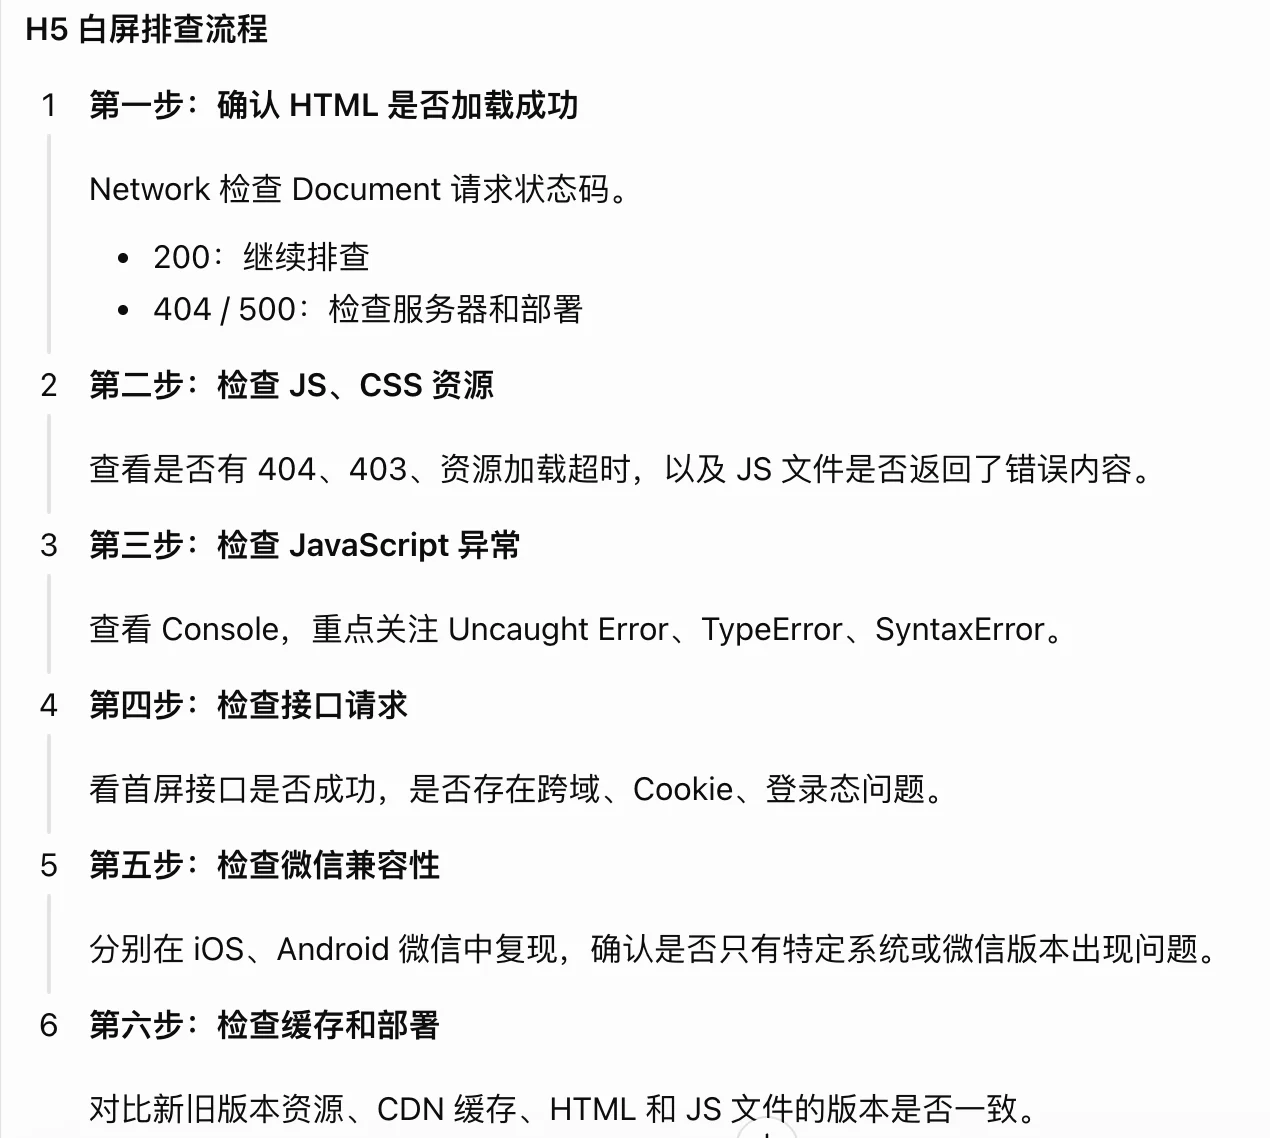 H5 白屏排查流程
1 第一步：确认 HTML 是否加载成功
Network 检查 Document 请求状态码。
• 200：继续排查
• 404 / 500：检查服务器和部署
2 第二步：检查 JS、CSS 资源
查看是否有 404、403、资源加载超时，以及 JS 文件是否返回了错误内容。
3 第三步：检查 JavaScript 异常
查看 Console，重点关注 Uncaught Error、TypeError、SyntaxError。
4 第四步：检查接口请求
看首屏接口是否成功，是否存在跨域、Cookie、登录态问题。
5 第五步：检查微信兼容性
分别在 iOS、Android 微信中复现，确认是否只有特定系统或微信版本出现问题。
6 第六步：检查缓存和部署
对比新旧版本资源、CDN 缓存、HTML 和 JS 文件的版本是否一致。